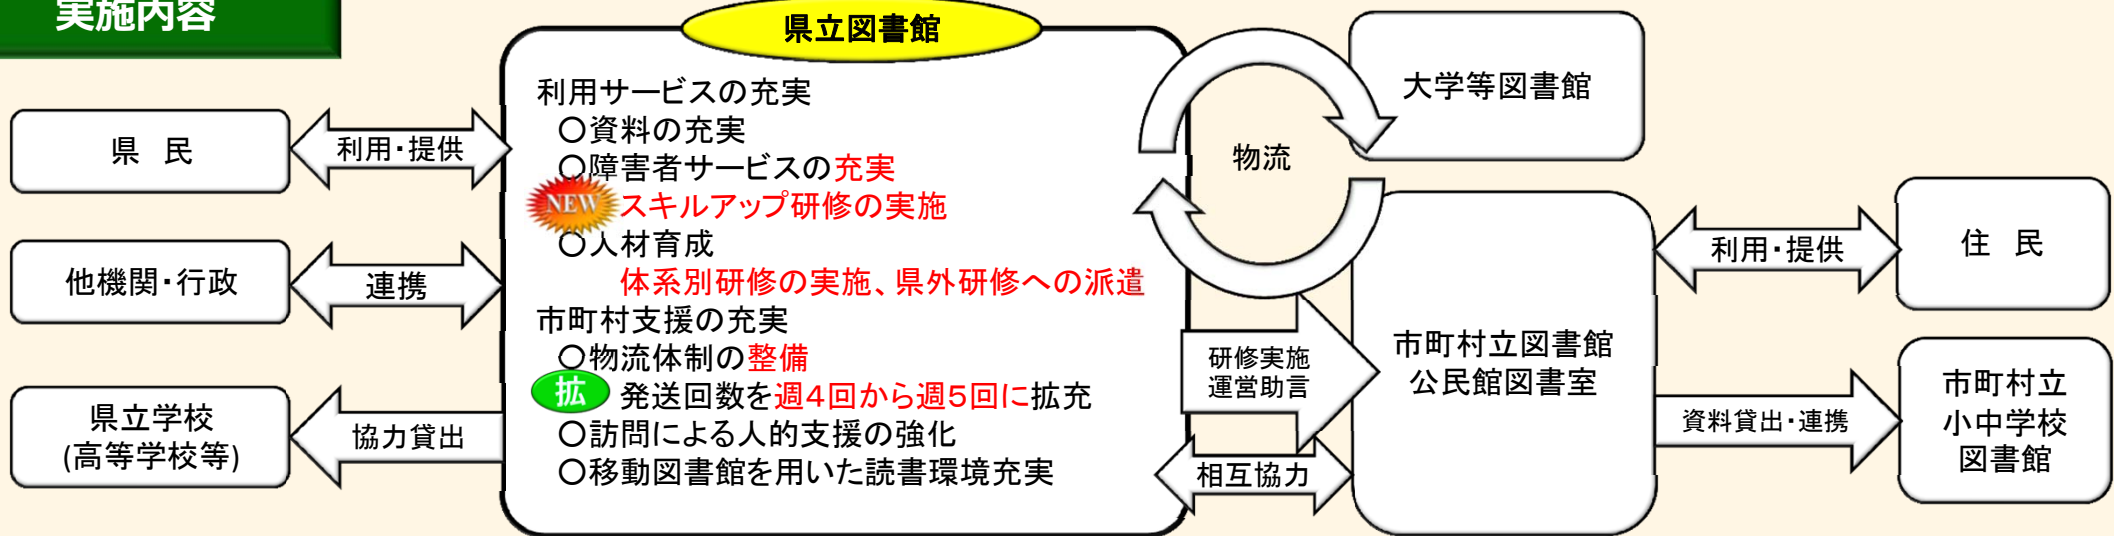 実施内容
県立図書館
県 民
利用・提供
他機関・行政
連携
県立学校
(高等学校等)
協力貸出
利用サービスの充実
○資料の充実
○障害者サービスの充実
NEW スキルアップ研修の実施
○人材育成
体系別研修の実施、県外研修への派遣
市町村支援の充実
○物流体制の整備
拡 発送回数を週4回から週5回に拡充
○訪問による人的支援の強化
○移動図書館を用いた読書環境充実
物流
大学等図書館
研修実施
運営助言
相互協力
市町村立図書館
公民館図書室
利用・提供
住 民
資料貸出・連携
市町村立
小中学校
図書館